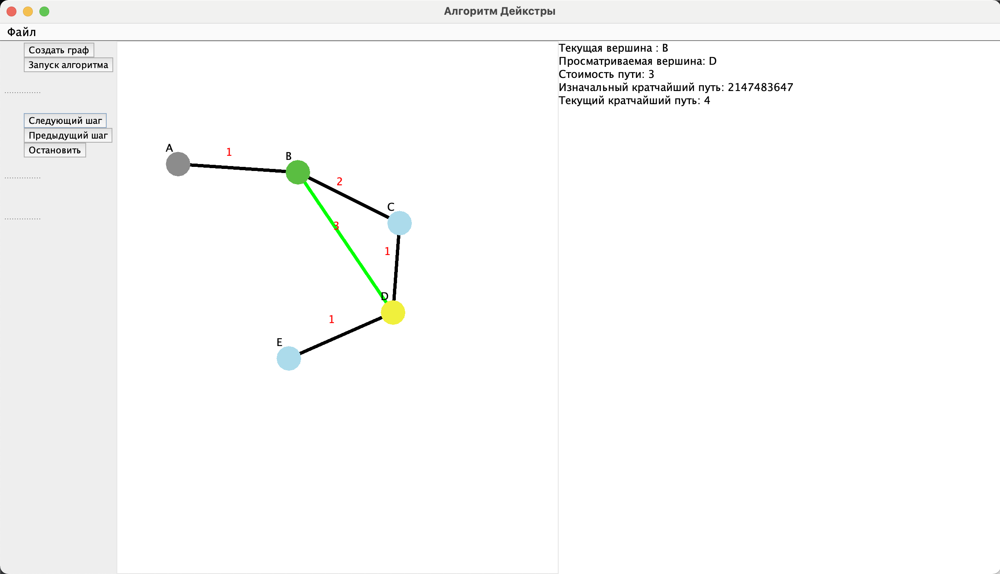 Алгоритм Дейкстры
Файл
Создать граф
Запуск алгоритма
Следующий шаг
Предыдущий шаг
Остановить
A
1
B
2
C
3
1
D
1
E
Текущая вершина : B
Просматриваемая вершина: D
Стоимость пути: 3
Изначальный кратчайший путь: 2147483647
Текущий кратчайший путь: 4